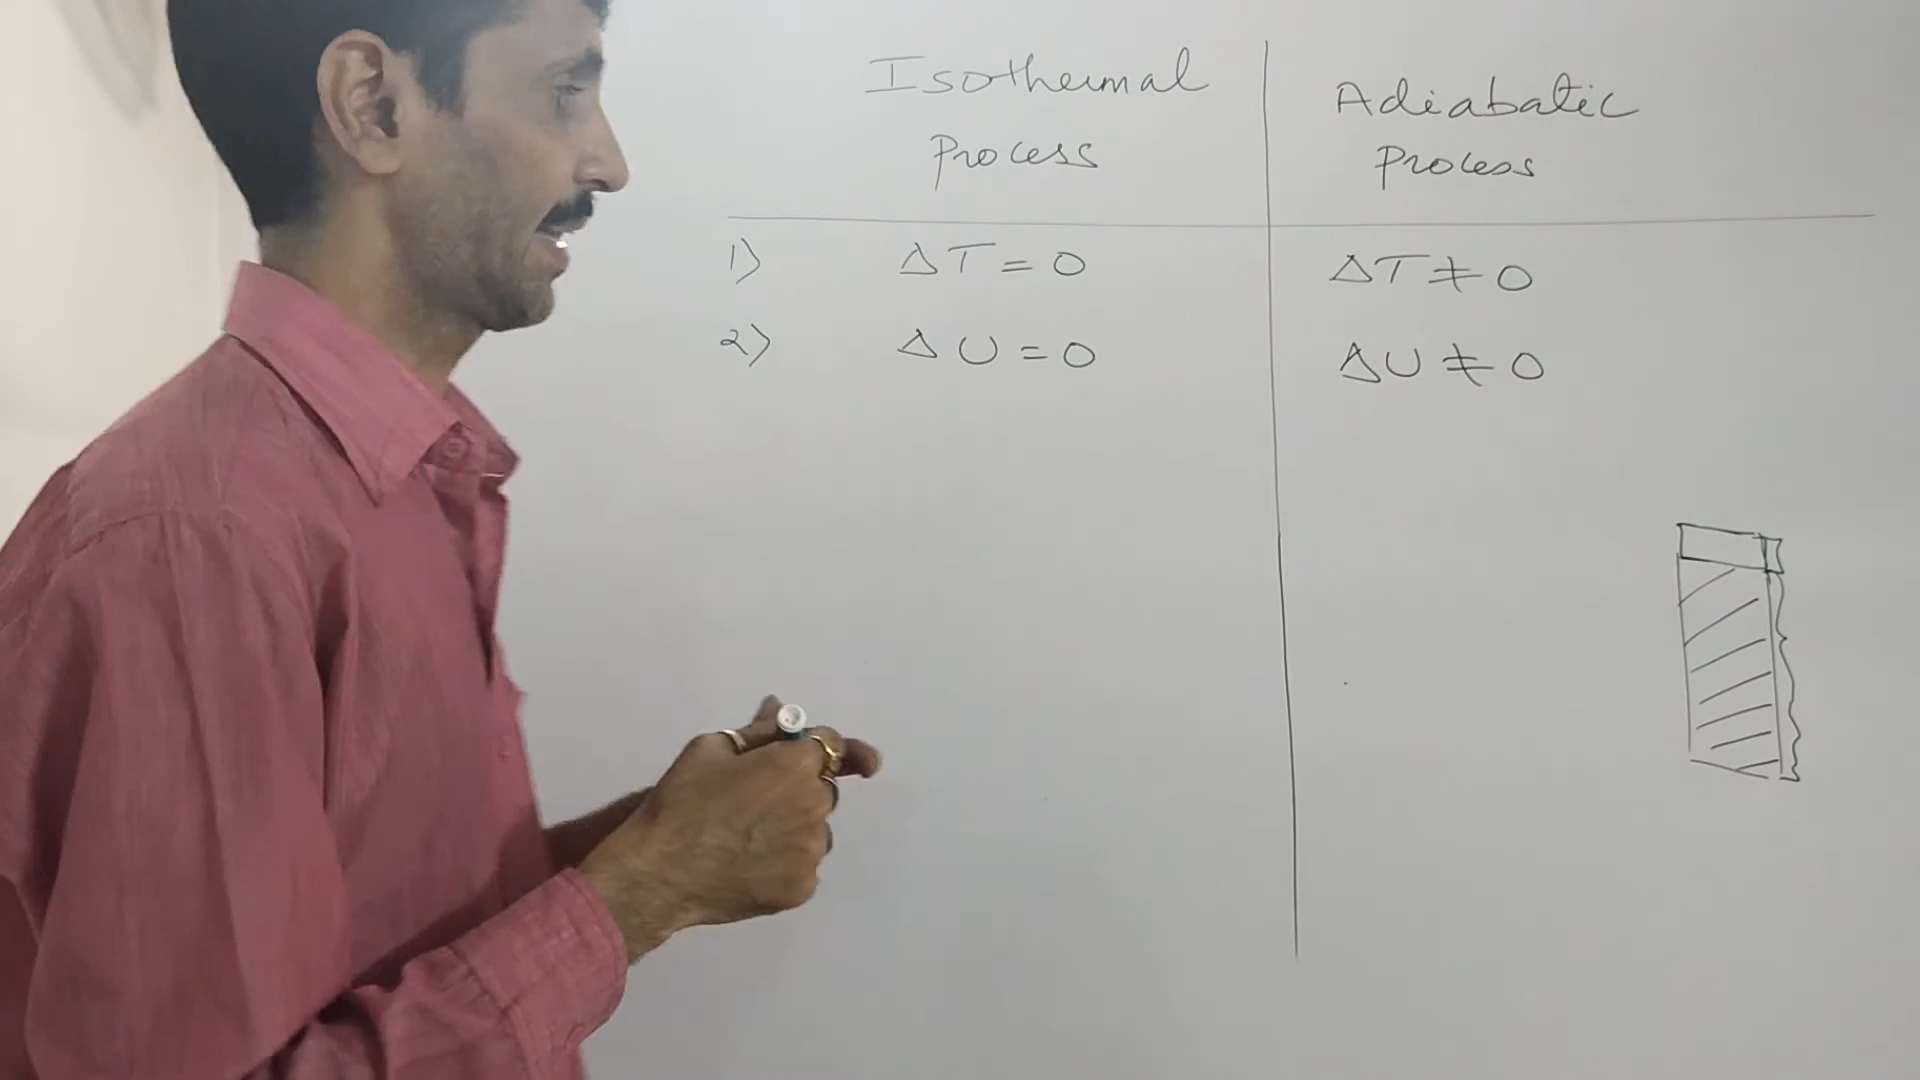 Isothermal
Process
Adiabatic
Process
1) ΔT = 0
ΔT ≠ 0
2) ΔU = 0
ΔU ≠ 0